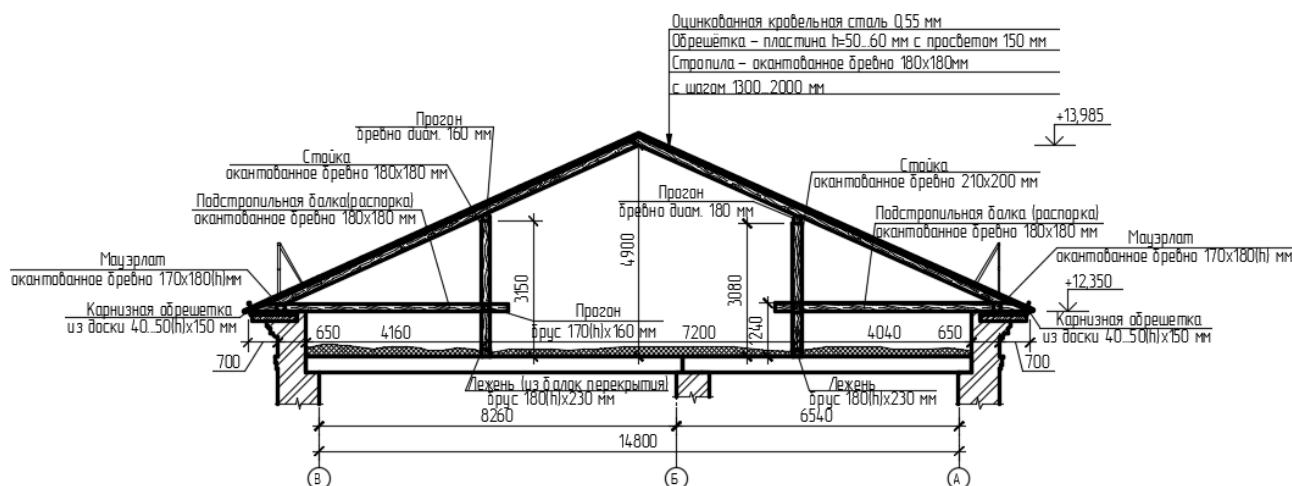 Оцинкованная кровельная сталь 0,55 мм
Обрешётка – пластина h=50...60 мм с просветом 150 мм
Стропила – окантованное бревно 180х180мм
с шагом 1300...2000 мм
+13,985
Прогон
бревно диам. 160 мм
Стойка
окантованное бревно 180х180 мм
Подстропильная балка(распорка)
окантованное бревно 180х180 мм
Мауэрлат
окантованное бревно 170х180(h)мм
Карнизная обрешетка
из доски 40...50(h)х150 мм
Прогон
бревно диам. 180 мм
Стойка
окантованное бревно 210х200 мм
Подстропильная балка (распорка)
окантованное бревно 180х180 мм
Мауэрлат
окантованное бревно 170х180(h) мм
+12,350
Карнизная обрешетка
из доски 40...50(h)х150 мм
3150
4900
3080
1240
Прогон
брус 170(h)х160 мм
650
4160
7200
4040
650
700
700
Лежень (из балок перекрытия)
брус 180(h)х230 мм
Лежень
брус 180(h)х230 мм
8260
6540
14800
В
Б
А